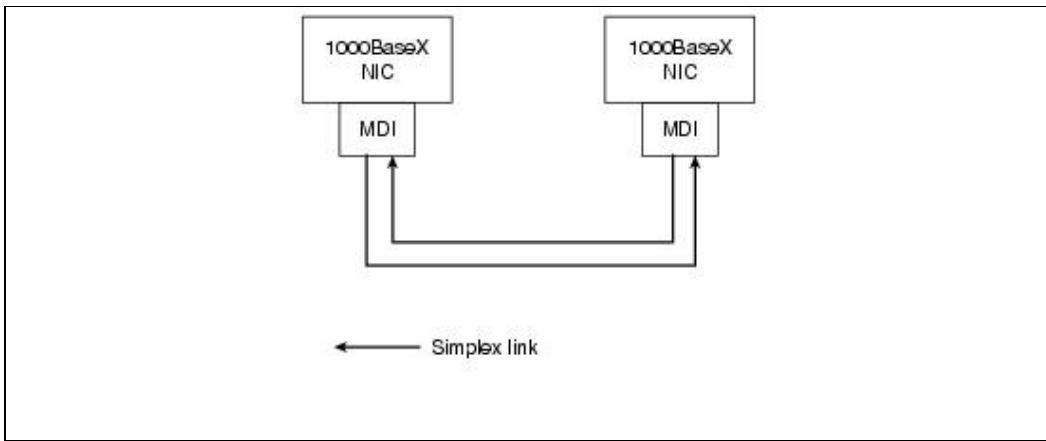 1000BaseX
NIC
1000BaseX
NIC
MDI
MDI
Simplex link